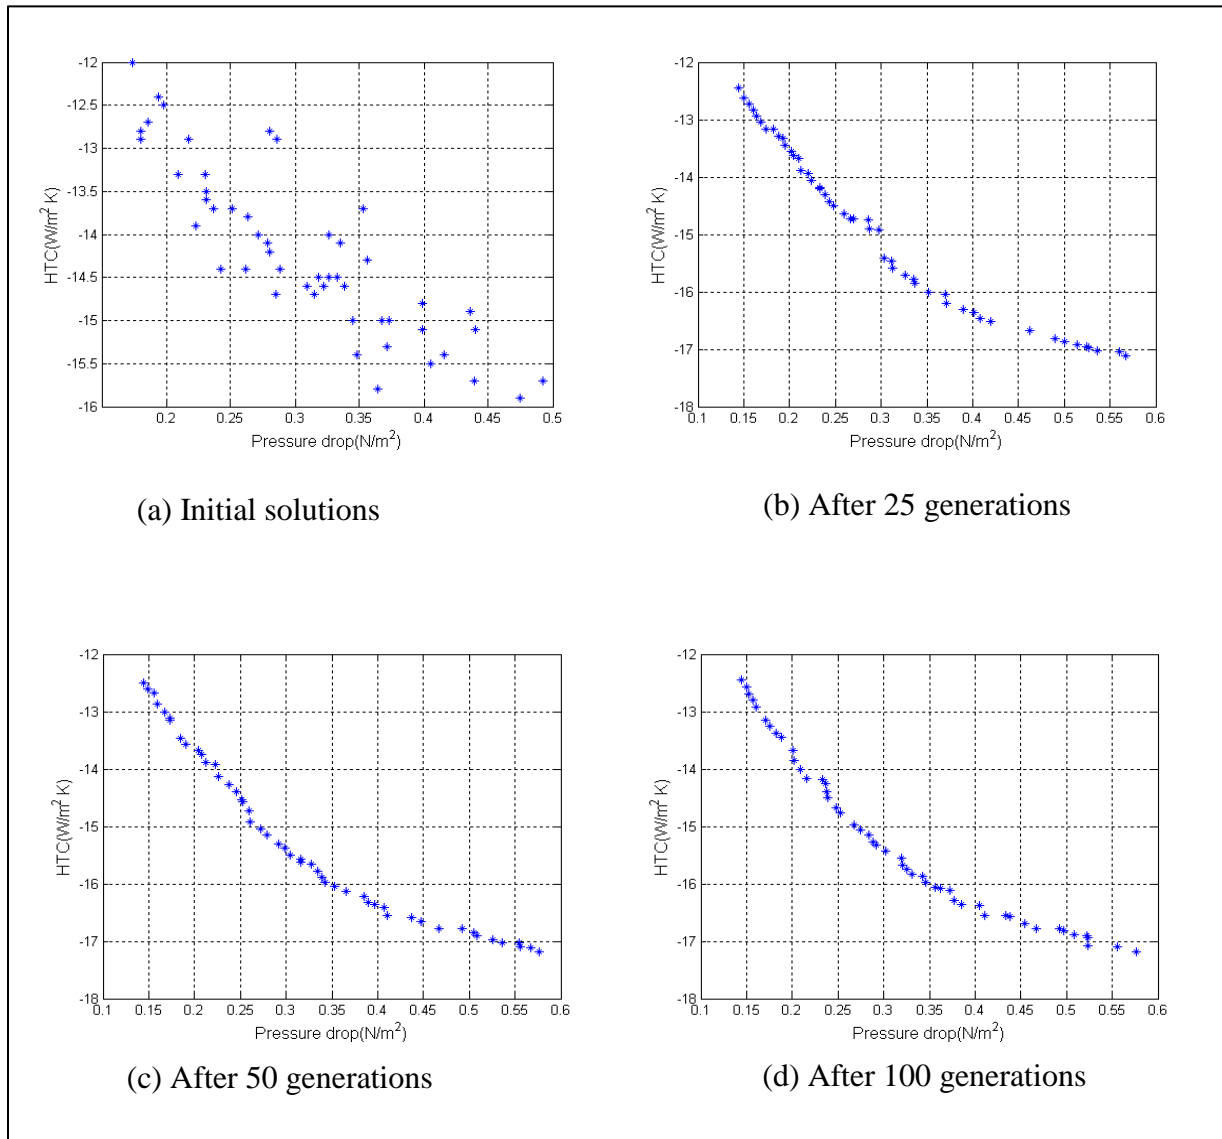 -12
-12.5
-13
-13.5
-14
-14.5
-15
-15.5
-16
HTC(W/m² K)
0.2 0.25 0.3 0.35 0.4 0.45 0.5
Pressure drop(N/m²)
(a) Initial solutions
-12
-13
-14
-15
-16
-17
-18
HTC(W/m² K)
0.1 0.15 0.2 0.25 0.3 0.35 0.4 0.45 0.5 0.55 0.6
Pressure drop(N/m²)
(b) After 25 generations
-12
-13
-14
-15
-16
-17
-18
HTC(W/m² K)
0.1 0.15 0.2 0.25 0.3 0.35 0.4 0.45 0.5 0.55 0.6
Pressure drop(N/m²)
(c) After 50 generations
-12
-13
-14
-15
-16
-17
-18
HTC(W/m² K)
0.1 0.15 0.2 0.25 0.3 0.35 0.4 0.45 0.5 0.55 0.6
Pressure drop(N/m²)
(d) After 100 generations